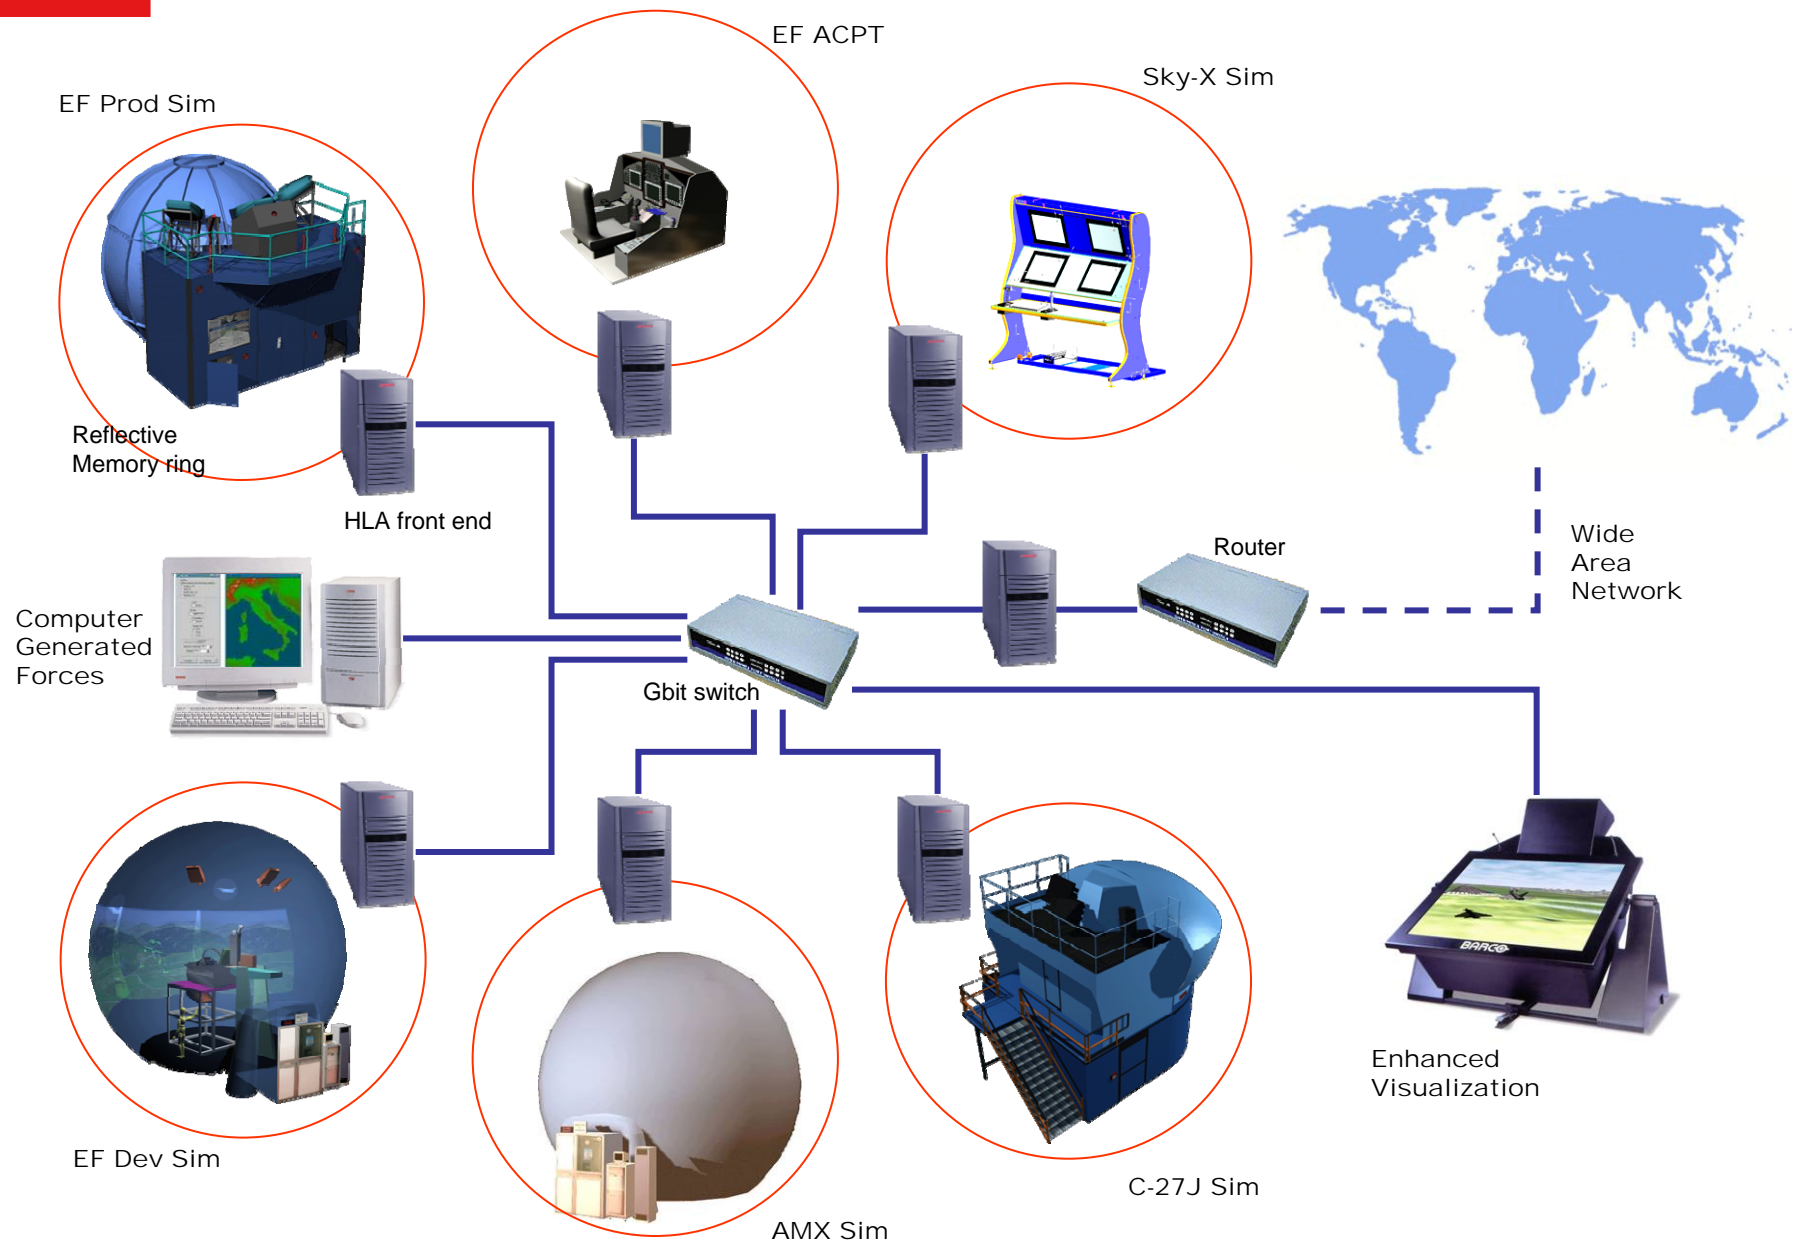 EF ACPT
Sky-X Sim
EF Prod Sim
Reflective
Memory ring
HLA front end
Router
Wide
Area
Network
Computer
Generated
Forces
Gbit switch
BARCO
Enhanced
Visualization
EF Dev Sim
C-27J Sim
AMX Sim